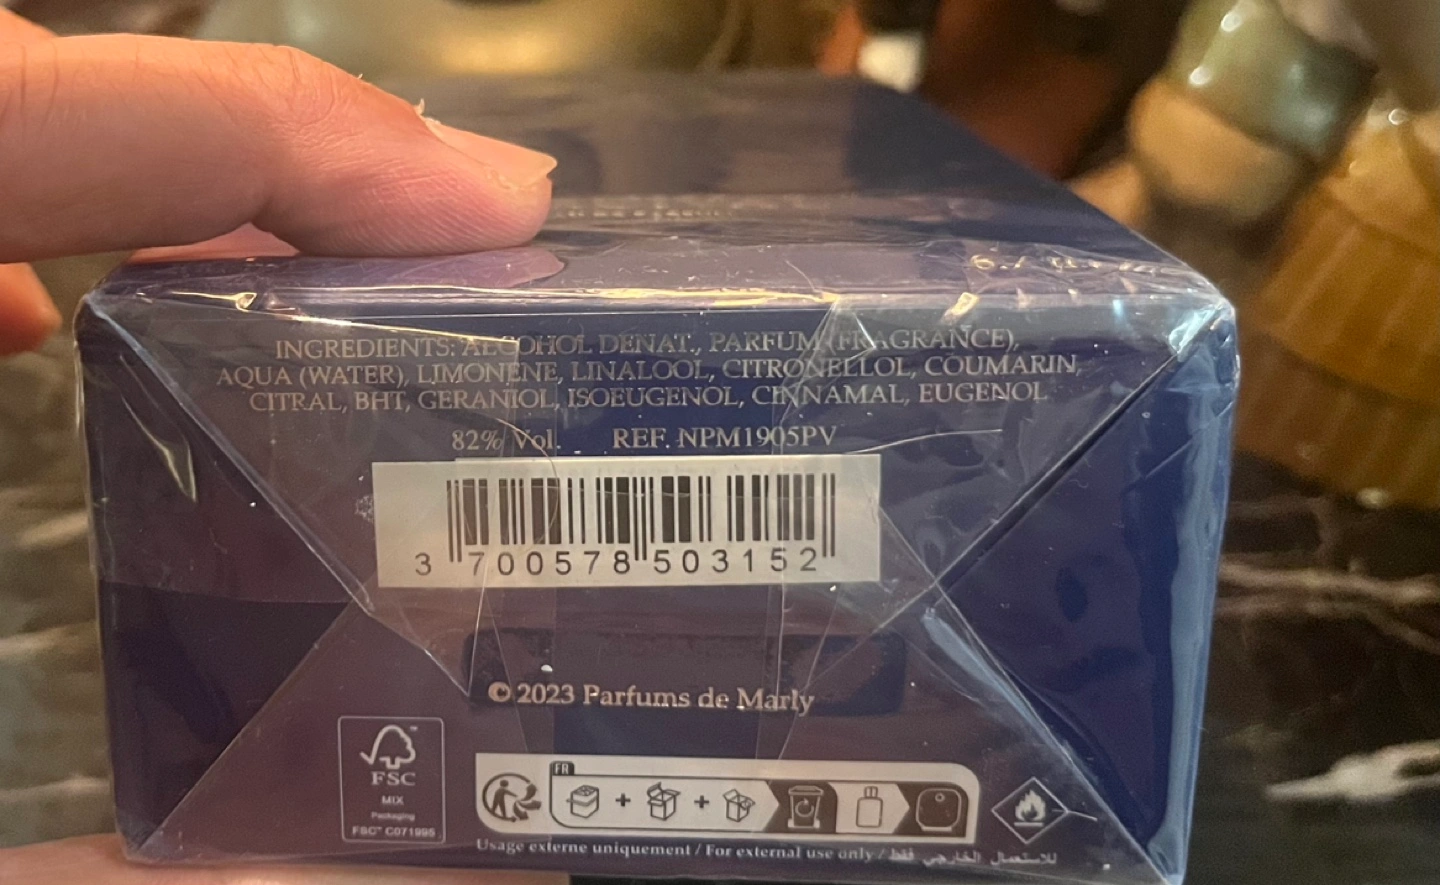 INGREDIENTS: ALCOHOL DENAT., PARFUM (FRAGRANCE),
AQUA (WATER), LIMONENE, LINALOOL, CITRONELLOL, COUMARIN,
CITRAL, BHT, GERANIOL, ISOEUGENOL, CINNAMAL, EUGENOL
82% Vol. REF. NPM1905PV
3 700578 503152
© 2023 Parfums de Marly
FSC
MIX
Packaging
FSC™ C071995
FR
Usage externe uniquement / For external use only / للاستعمال الخارجي فقط